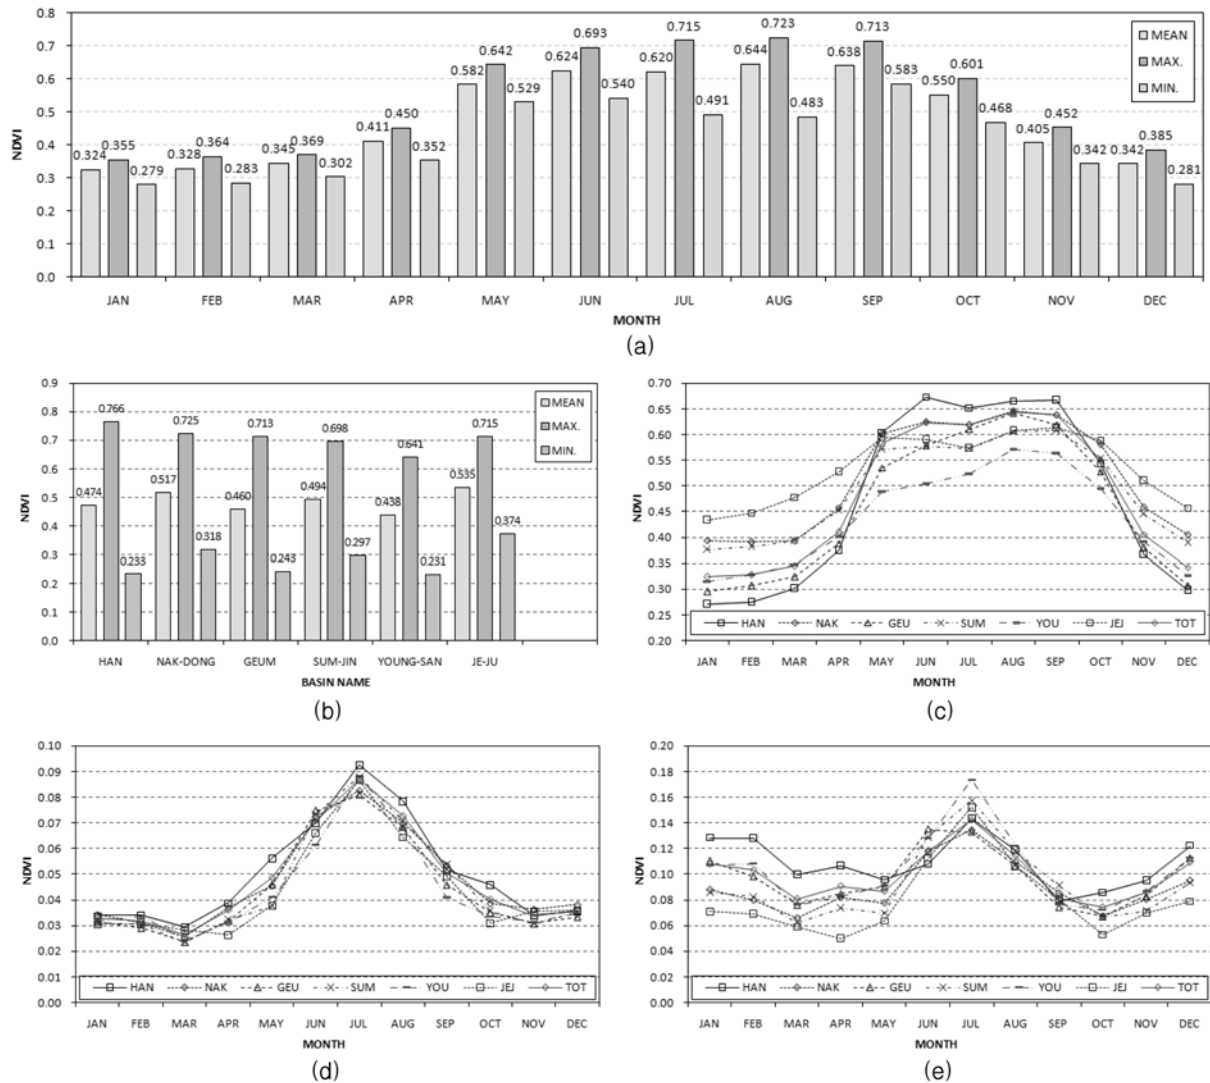 0.8
0.7
0.6
0.5
0.4
0.3
0.2
0.1
0.0
NDVI
0.324 0.355 0.279
0.328 0.364 0.283
0.345 0.369 0.302
0.411 0.450 0.352
0.582 0.642 0.529
0.624 0.693 0.540
0.620 0.715 0.491
0.644 0.723 0.483
0.638 0.713 0.583
0.550 0.601 0.468
0.405 0.452 0.342
0.342 0.385 0.281
MEAN
MAX.
MIN.
JAN FEB MAR APR MAY JUN JUL AUG SEP OCT NOV DEC
MONTH
(a)
0.9
0.8
0.7
0.6
0.5
0.4
0.3
0.2
0.1
0.0
NDVI
0.474 0.766 0.233
0.517 0.725 0.318
0.460 0.713 0.243
0.494 0.698 0.297
0.438 0.641 0.231
0.535 0.715 0.374
MEAN
MAX.
MIN.
HAN NAK-DONG GEUM SUM-JIN YOUNG-SAN JE-JU
BASIN NAME
(b)
0.70
0.65
0.60
0.55
0.50
0.45
0.40
0.35
0.30
0.25
0.20
NDVI
HAN NAK GEU SUM YOU JEJ TOT
JAN FEB MAR APR MAY JUN JUL AUG SEP OCT NOV DEC
MONTH
(c)
0.10
0.09
0.08
0.07
0.06
0.05
0.04
0.03
0.02
0.01
0.00
NDVI
HAN NAK GEU SUM YOU JEJ TOT
JAN FEB MAR APR MAY JUN JUL AUG SEP OCT NOV DEC
MONTH
(d)
0.20
0.18
0.16
0.14
0.12
0.10
0.08
0.06
0.04
0.02
0.00
NDVI
HAN NAK GEU SUM YOU JEJ TOT
JAN FEB MAR APR MAY JUN JUL AUG SEP OCT NOV DEC
MONTH
(e)